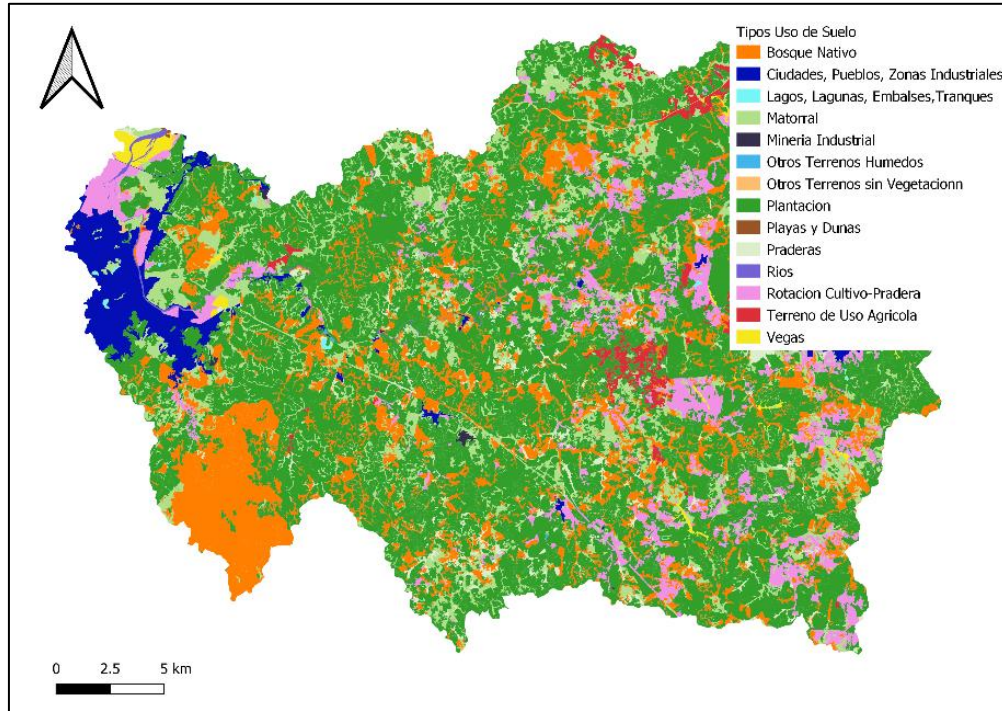 Tipos Uso de Suelo
Bosque Nativo
Ciudades, Pueblos, Zonas Industriales
Lagos, Lagunas, Embalses,Tranques
Matorral
Mineria Industrial
Otros Terrenos Humedos
Otros Terrenos sin Vegetacionn
Plantacion
Playas y Dunas
Praderas
Rios
Rotacion Cultivo-Pradera
Terreno de Uso Agricola
Vegas
0 2.5 5 km